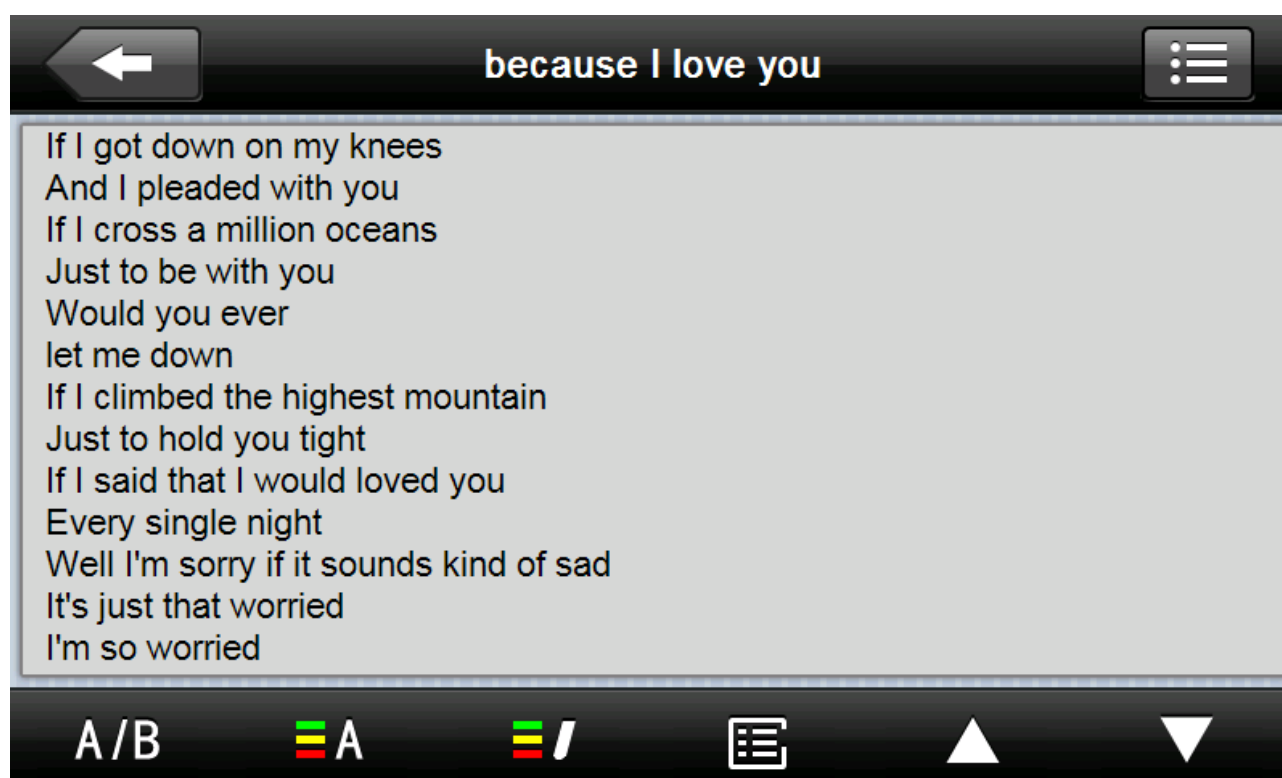 because I love you
If I got down on my knees
And I pleaded with you
If I cross a million oceans
Just to be with you
Would you ever
let me down
If I climbed the highest mountain
Just to hold you tight
If I said that I would loved you
Every single night
Well I'm sorry if it sounds kind of sad
It's just that worried
I'm so worried
A/B A